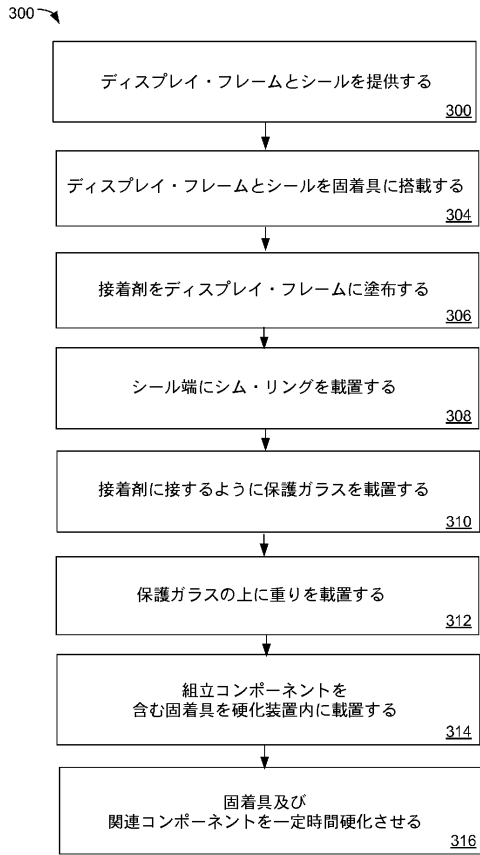 300
ディスプレイ・フレームとシールを提供する
300
ディスプレイ・フレームとシールを固着具に搭載する
304
接着剤をディスプレイ・フレームに塗布する
306
シール端にシム・リングを載置する
308
接着剤に接するように保護ガラスを載置する
310
保護ガラスの上に重りを載置する
312
組立コンポーネントを
含む固着具を硬化装置内に載置する
314
固着具及び
関連コンポーネントを一定時間硬化させる
316